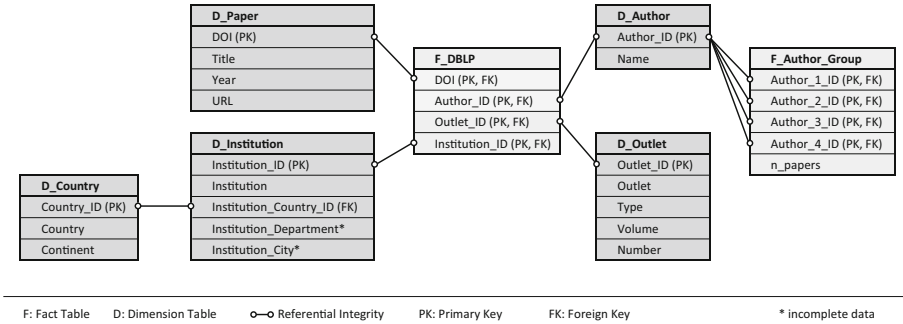 D_Paper
DOI (PK)
Title
Year
URL
D_Institution
Institution_ID (PK)
Institution
Institution_Country_ID (FK)
Institution_Department*
Institution_City*
D_Country
Country_ID (PK)
Country
Continent
F_DBLP
DOI (PK, FK)
Author_ID (PK, FK)
Outlet_ID (PK, FK)
Institution_ID (PK, FK)
D_Author
Author_ID (PK)
Name
D_Outlet
Outlet_ID (PK)
Outlet
Type
Volume
Number
F_Author_Group
Author_1_ID (PK, FK)
Author_2_ID (PK, FK)
Author_3_ID (PK, FK)
Author_4_ID (PK, FK)
n_papers
F: Fact Table D: Dimension Table Referential Integrity PK: Primary Key FK: Foreign Key * incomplete data